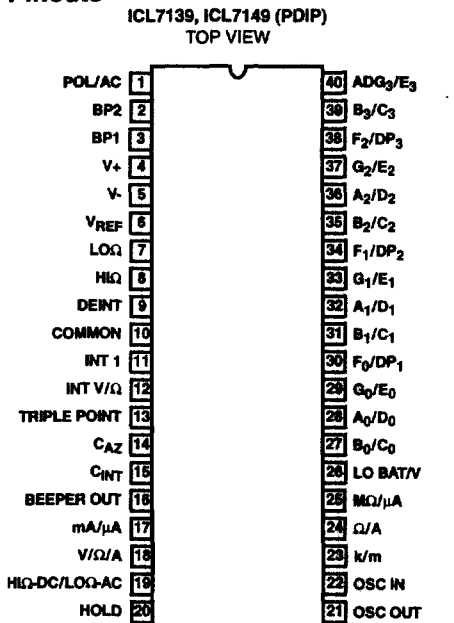 ICL7139, ICL7149 (PDIP)
TOP VIEW
POL/AC 1 40 ADG3/E3
BP2 2 39 B3/C3
BP1 3 38 F2/DP3
V+ 4 37 G2/E2
V- 5 36 A2/D2
VREF 6 35 B2/C2
LOΩ 7 34 F1/DP2
HIΩ 8 33 G1/E1
DEINT 9 32 A1/D1
COMMON 10 31 B1/C1
INT 1 11 30 F0/DP1
INT V/Ω 12 29 G0/E0
TRIPLE POINT 13 28 A0/D0
CAZ 14 27 B0/C0
CINT 15 26 LO BAT/V
BEEPER OUT 16 25 MΩ/μA
mA/μA 17 24 Ω/A
V/Ω/A 18 23 k/m
HIΩ-DC/LOΩ-AC 19 22 OSC IN
HOLD 20 21 OSC OUT